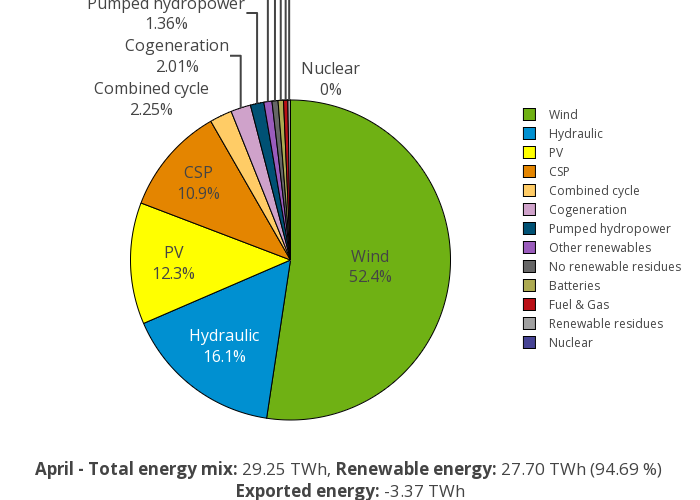 Pumped hydropower
1.36%
Cogeneration
2.01%
Combined cycle
2.25%
Nuclear
0%
CSP
10.9%
PV
12.3%
Hydraulic
16.1%
Wind
52.4%
Wind
Hydraulic
PV
CSP
Combined cycle
Cogeneration
Pumped hydropower
Other renewables
No renewable residues
Batteries
Fuel & Gas
Renewable residues
Nuclear
April - Total energy mix: 29.25 TWh, Renewable energy: 27.70 TWh (94.69 %)
Exported energy: -3.37 TWh